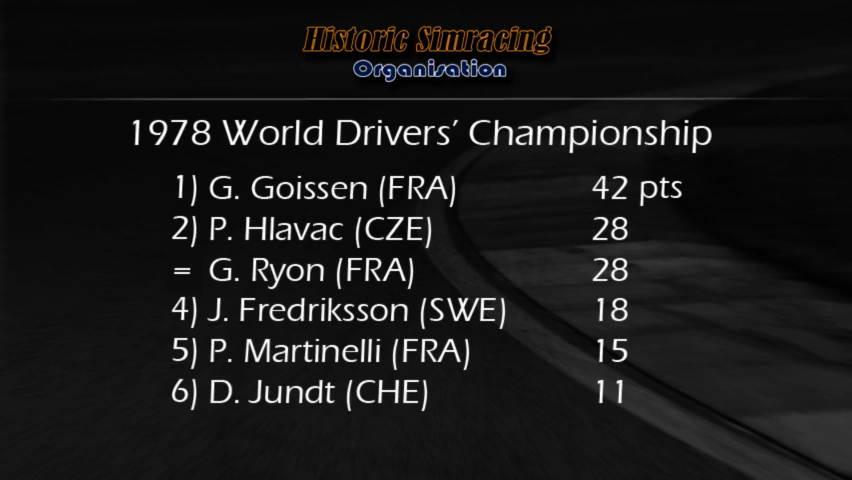 Historic Simracing
Organisation
1978 World Drivers' Championship
1) G. Goissen (FRA) 42 pts
2) P. Hlavac (CZE) 28
= G. Ryon (FRA) 28
4) J. Fredriksson (SWE) 18
5) P. Martinelli (FRA) 15
6) D. Jundt (CHE) 11